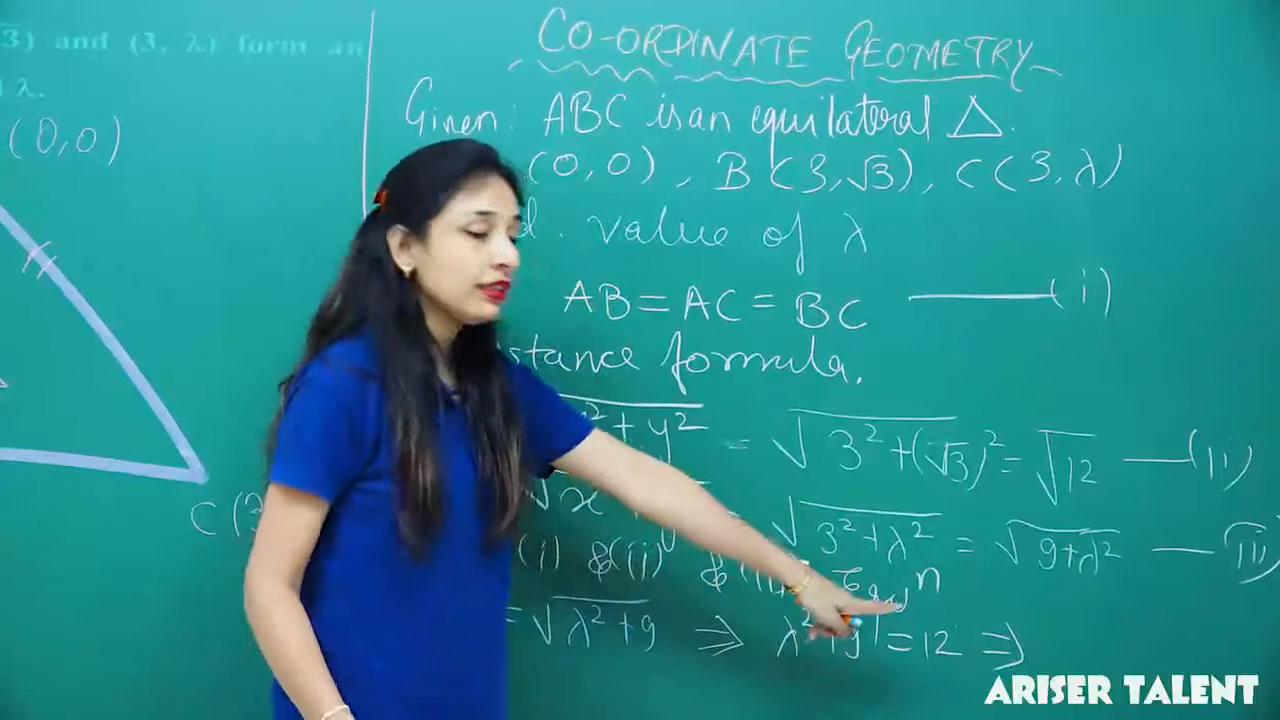 √3) and (3, λ) form an
λ.
(0,0)
C (3
CO-ORDINATE GEOMETRY
Given: ABC is an equilateral △.
(0,0), B (3,√3), C (3, λ)
value of λ
AB = AC = BC ——(i)
formula.
+ y² = √3²+(√3)² = √12 ——(ii)
√x √3²+λ² = √9+λ² ——(iii)
(i) &(ii) & Eqⁿ
= √λ²+9 ⇒ λ²+9 = 12 ⇒
ARISER TALENT